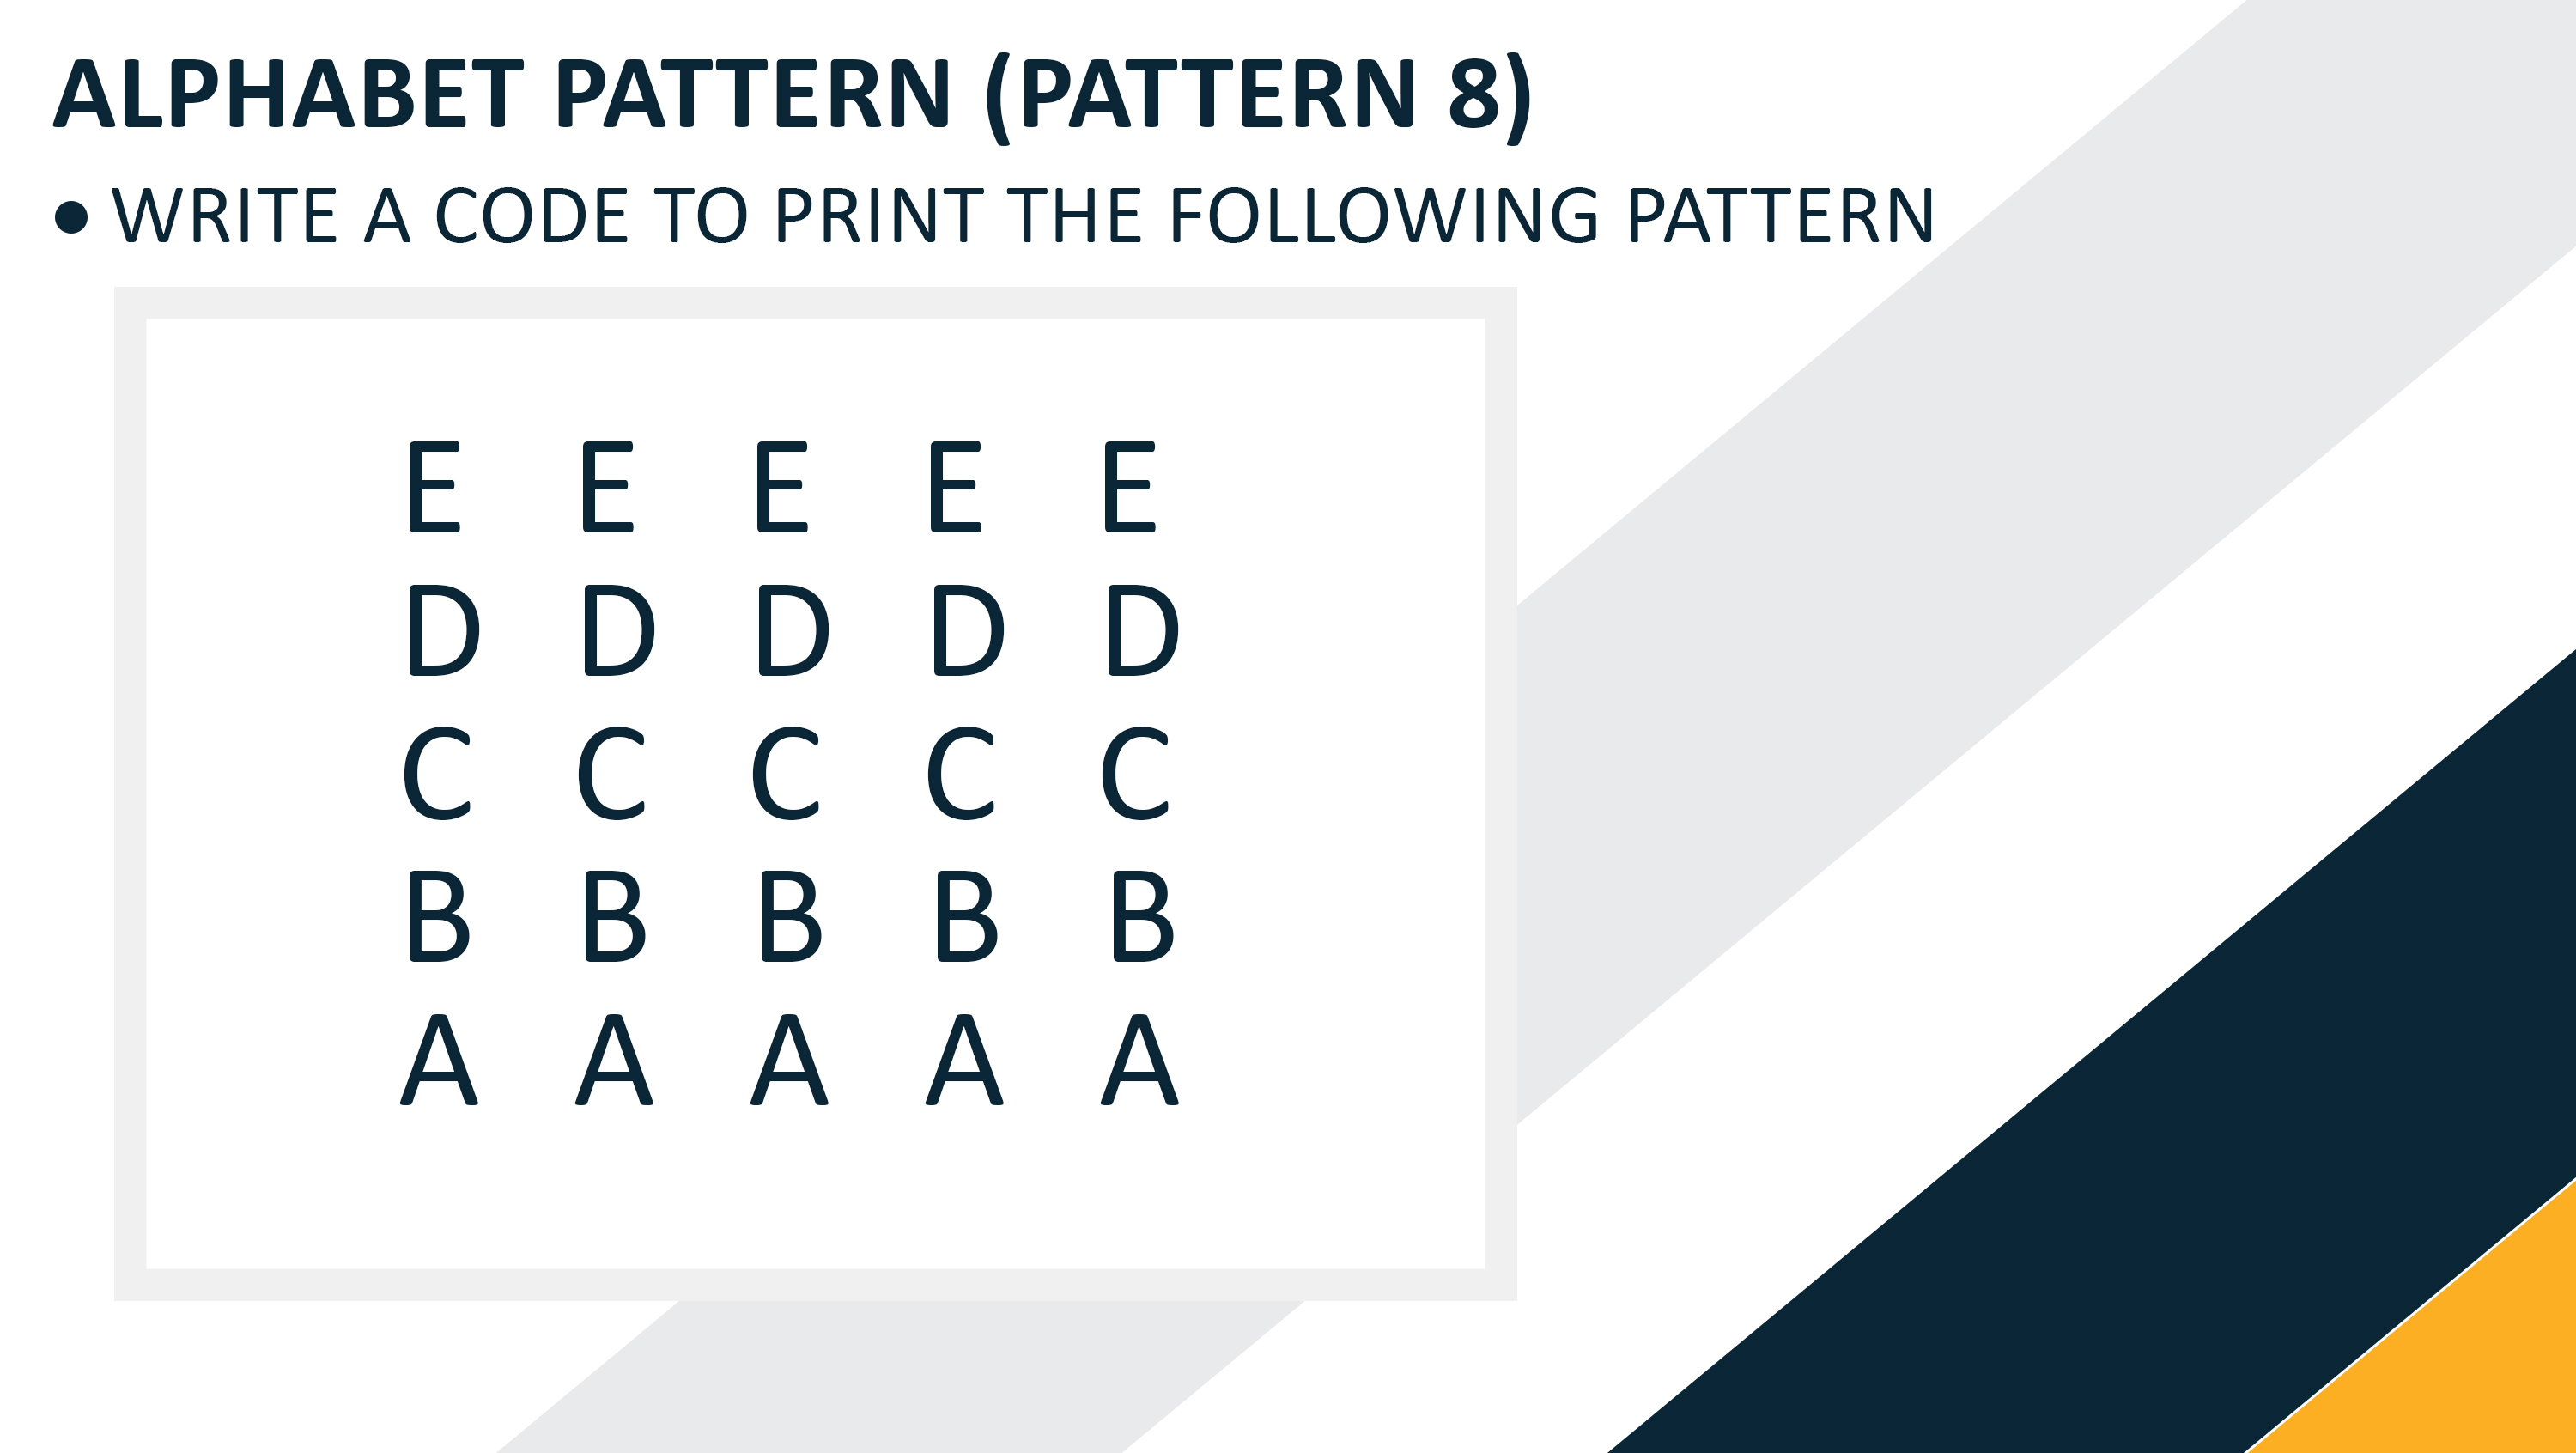 ALPHABET PATTERN (PATTERN 8)
• WRITE A CODE TO PRINT THE FOLLOWING PATTERN
E E E E E
D D D D D
C C C C C
B B B B B
A A A A A